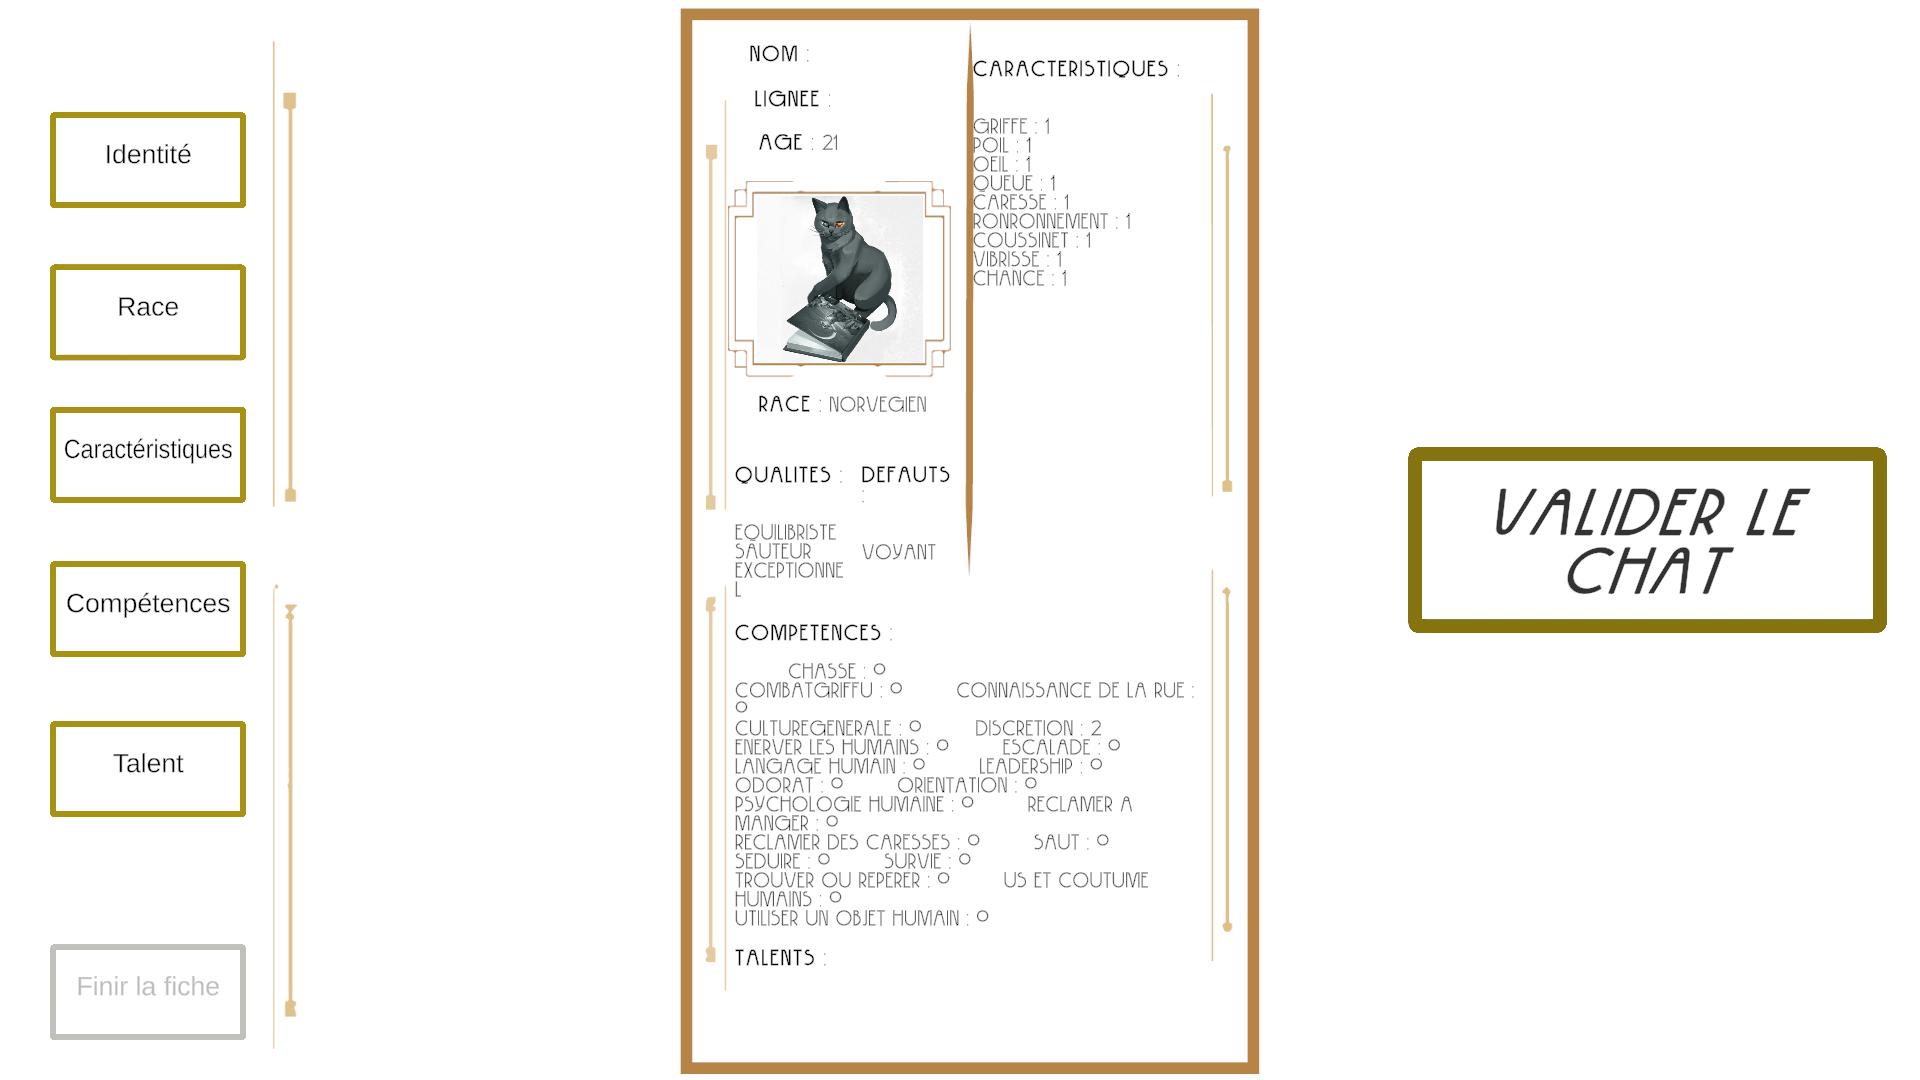 Identité
Race
Caractéristiques
Compétences
Talent
Finir la fiche
NOM :
LIGNEE :
AGE : 21
RACE : NORVEGIEN
QUALITES :
EQUILIBRISTE
SAUTEUR
EXCEPTIONNE
L
DEFAUTS
:
VOYANT
CARACTERISTIQUES :
GRIFFE : 1
POIL : 1
OEIL : 1
QUEUE : 1
CARESSE : 1
RONRONNEMENT : 1
COUSSINET : 1
VIBRISSE : 1
CHANCE : 1
COMPETENCES :
CHASSE : 0
COMBATGRIFFU : 0 CONNAISSANCE DE LA RUE :
0
CULTUREGENERALE : 0 DISCRETION : 2
ENERVER LES HUMAINS : 0 ESCALADE : 0
LANGAGE HUMAIN : 0 LEADERSHIP : 0
ODORAT : 0 ORIENTATION : 0
PSYCHOLOGIE HUMAINE : 0 RECLAMER A
MANGER : 0
RECLAMER DES CARESSES : 0 SAUT : 0
SEDUIRE : 0 SURVIE : 0
TROUVER OU REPERER : 0 US ET COUTUME
HUMAINS : 0
UTILISER UN OBJET HUMAIN : 0
TALENTS :
VALIDER LE
CHAT